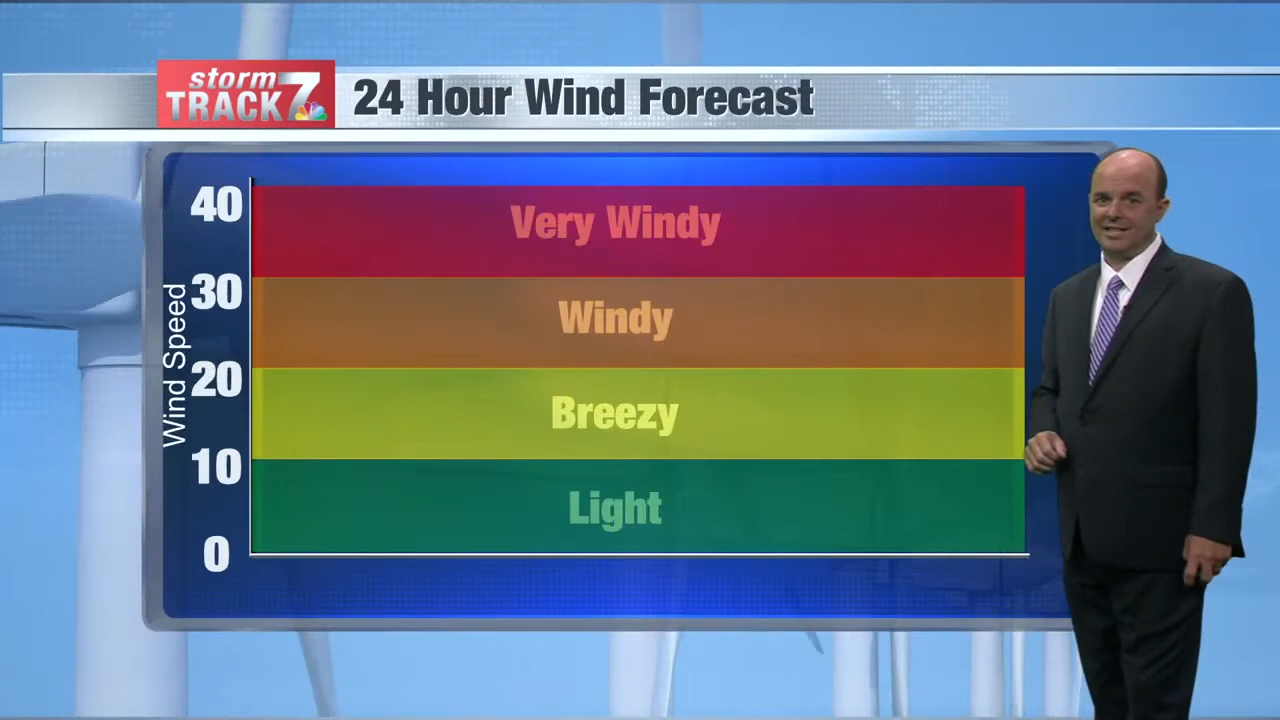 storm
TRACK 7
24 Hour Wind Forecast
Wind Speed
40
30
20
10
0
Very Windy
Windy
Breezy
Light